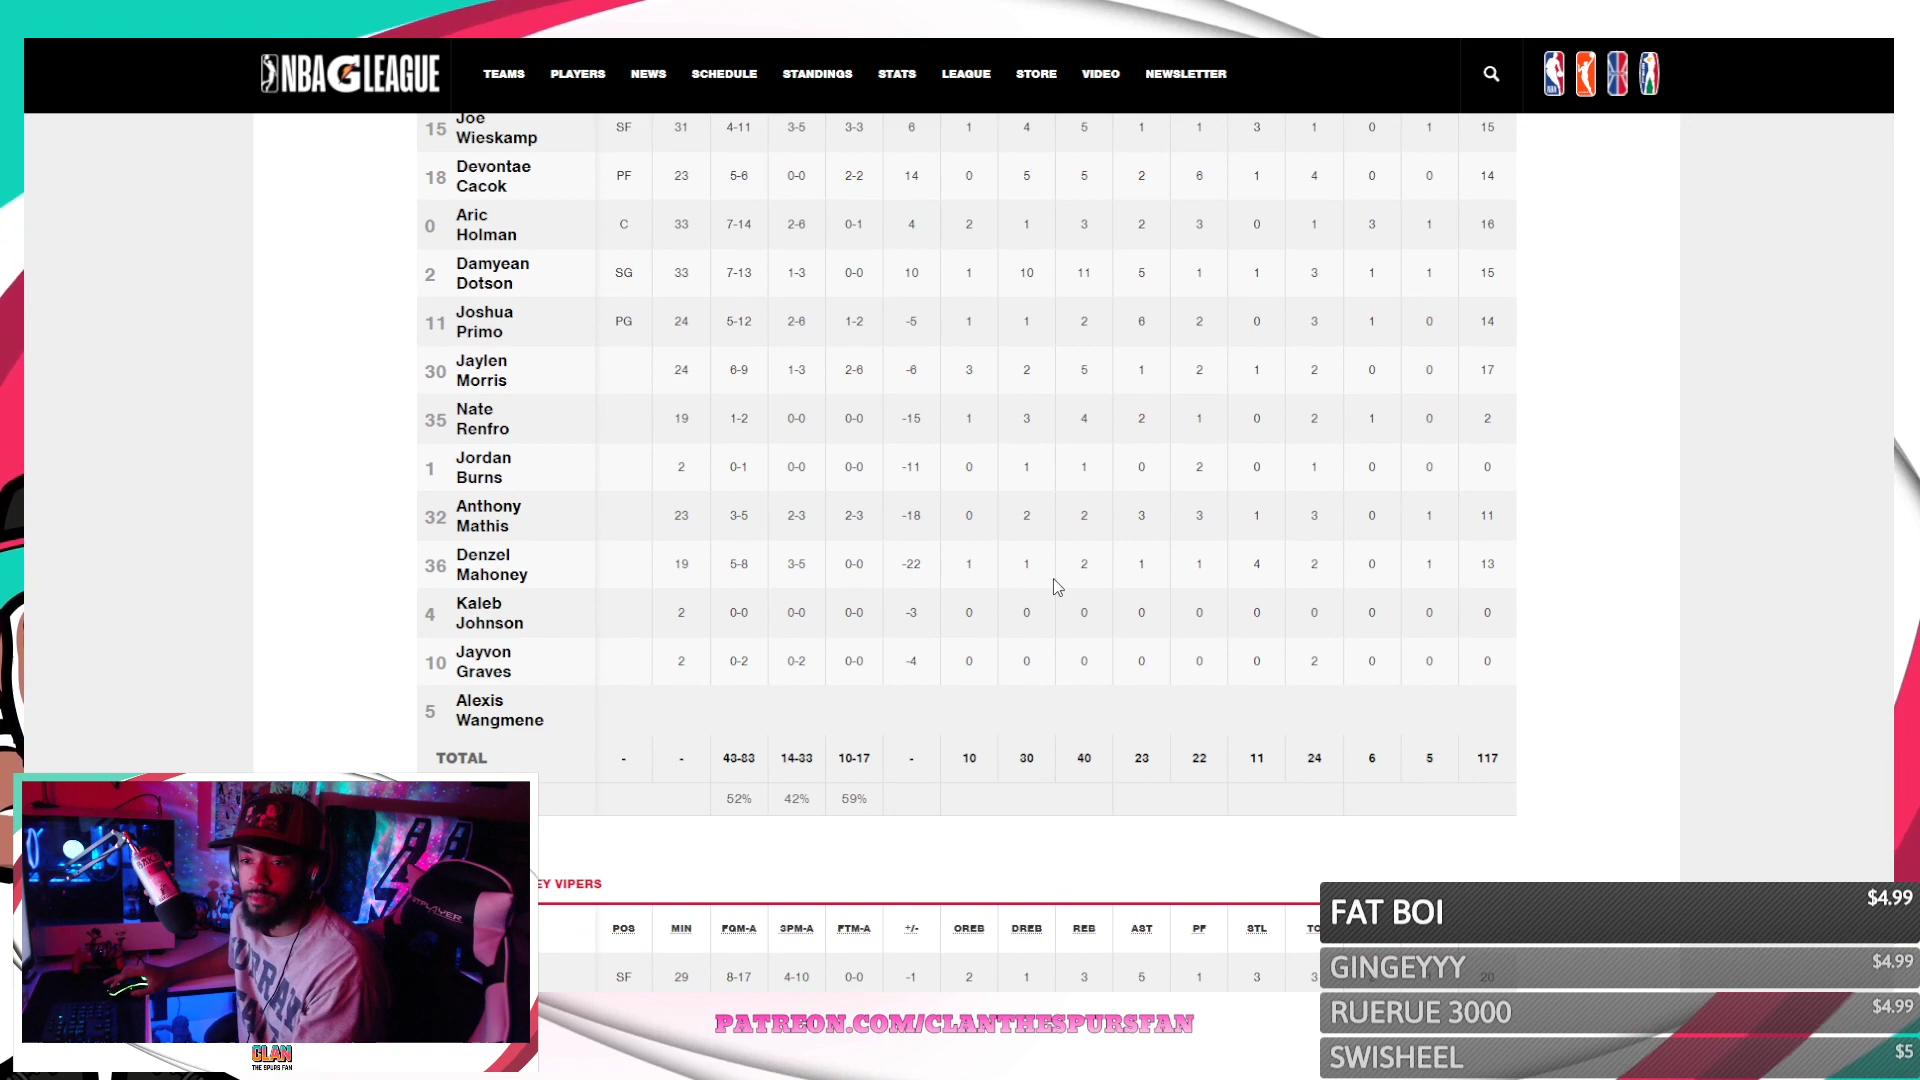 NBA G LEAGUE TEAMS PLAYERS NEWS SCHEDULE STANDINGS STATS LEAGUE STORE VIDEO NEWSLETTER
15 Joe Wieskamp SF 31 4-11 3-5 3-3 6 1 4 5 1 1 3 1 0 1 15
18 Devontae Cacok PF 23 5-6 0-0 2-2 14 0 5 5 2 6 1 4 0 0 14
0 Aric Holman C 33 7-14 2-6 0-1 4 2 1 3 2 3 0 1 3 1 16
2 Damyean Dotson SG 33 7-13 1-3 0-0 10 1 10 11 5 1 1 3 1 1 15
11 Joshua Primo PG 24 5-12 2-6 1-2 -5 1 1 2 6 2 0 3 1 0 14
30 Jaylen Morris 24 6-9 1-3 2-6 -6 3 2 5 1 2 1 2 0 0 17
35 Nate Renfro 19 1-2 0-0 0-0 -15 1 3 4 2 1 0 2 1 0 2
1 Jordan Burns 2 0-1 0-0 0-0 -11 0 1 1 0 2 0 1 0 0 0
32 Anthony Mathis 23 3-5 2-3 2-3 -18 0 2 2 3 3 1 3 0 1 11
36 Denzel Mahoney 19 5-8 3-5 0-0 -22 1 1 2 1 1 4 2 0 1 13
4 Kaleb Johnson 2 0-0 0-0 0-0 -3 0 0 0 0 0 0 0 0 0 0
10 Jayvon Graves 2 0-2 0-2 0-0 -4 0 0 0 0 0 0 2 0 0 0
5 Alexis Wangmene
TOTAL - - 43-83 14-33 10-17 - 10 30 40 23 22 11 24 6 5 117
52% 42% 59%
EY VIPERS
POS MIN FGM-A 3PM-A FTM-A +/- OREB DREB REB AST PF STL TO
SF 29 8-17 4-10 0-0 -1 2 1 3 5 1 3 3 20
FAT BOI $4.99
GINGEYYY $4.99
RUERUE 3000 $4.99
SWISHEEL $5
PATREON.COM/CLANTHESPURSFAN
CLAN
THE SPURS FAN